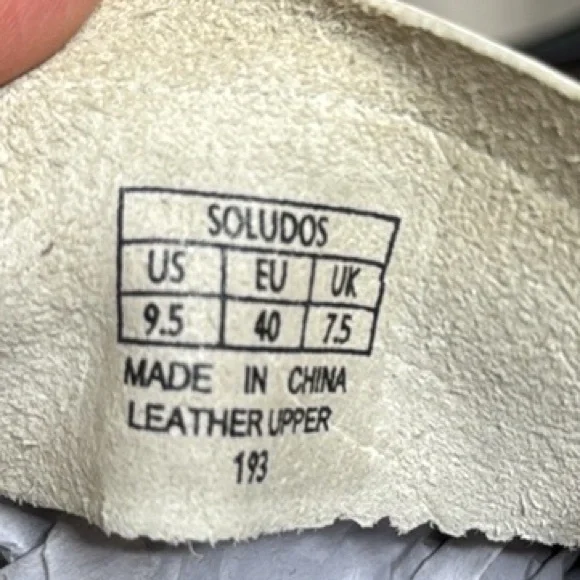 SOLUDOS
US EU UK
9.5 40 7.5
MADE IN CHINA
LEATHER UPPER
193